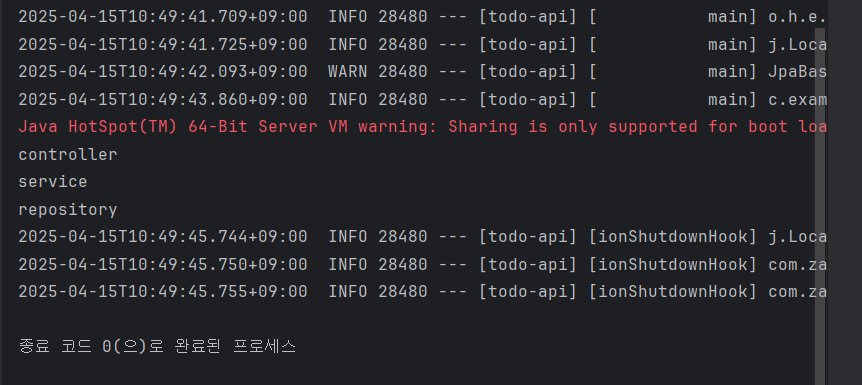 2025-04-15T10:49:41.709+09:00  INFO 28480 --- [todo-api] [           main] o.h.e.
2025-04-15T10:49:41.725+09:00  INFO 28480 --- [todo-api] [           main] j.Loca
2025-04-15T10:49:42.093+09:00  WARN 28480 --- [todo-api] [           main] JpaBas
2025-04-15T10:49:43.860+09:00  INFO 28480 --- [todo-api] [           main] c.exam
Java HotSpot(TM) 64-Bit Server VM warning: Sharing is only supported for boot loa
controller
service
repository
2025-04-15T10:49:45.744+09:00  INFO 28480 --- [todo-api] [ionShutdownHook] j.Loca
2025-04-15T10:49:45.750+09:00  INFO 28480 --- [todo-api] [ionShutdownHook] com.za
2025-04-15T10:49:45.755+09:00  INFO 28480 --- [todo-api] [ionShutdownHook] com.za
종료 코드 0(으)로 완료된 프로세스